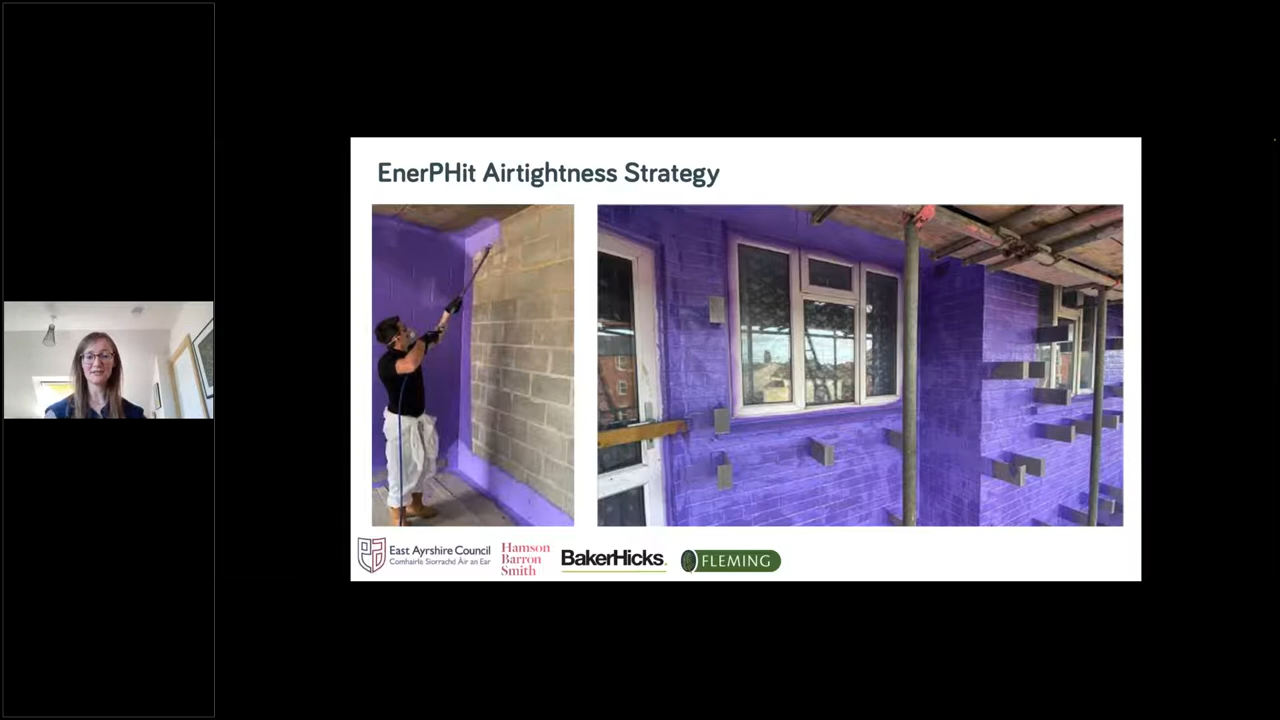 EnerPHit Airtightness Strategy
East Ayrshire Council
Comhairle Siorrachd Àir an Ear
Hamson
Barron
Smith
BakerHicks.
FLEMING